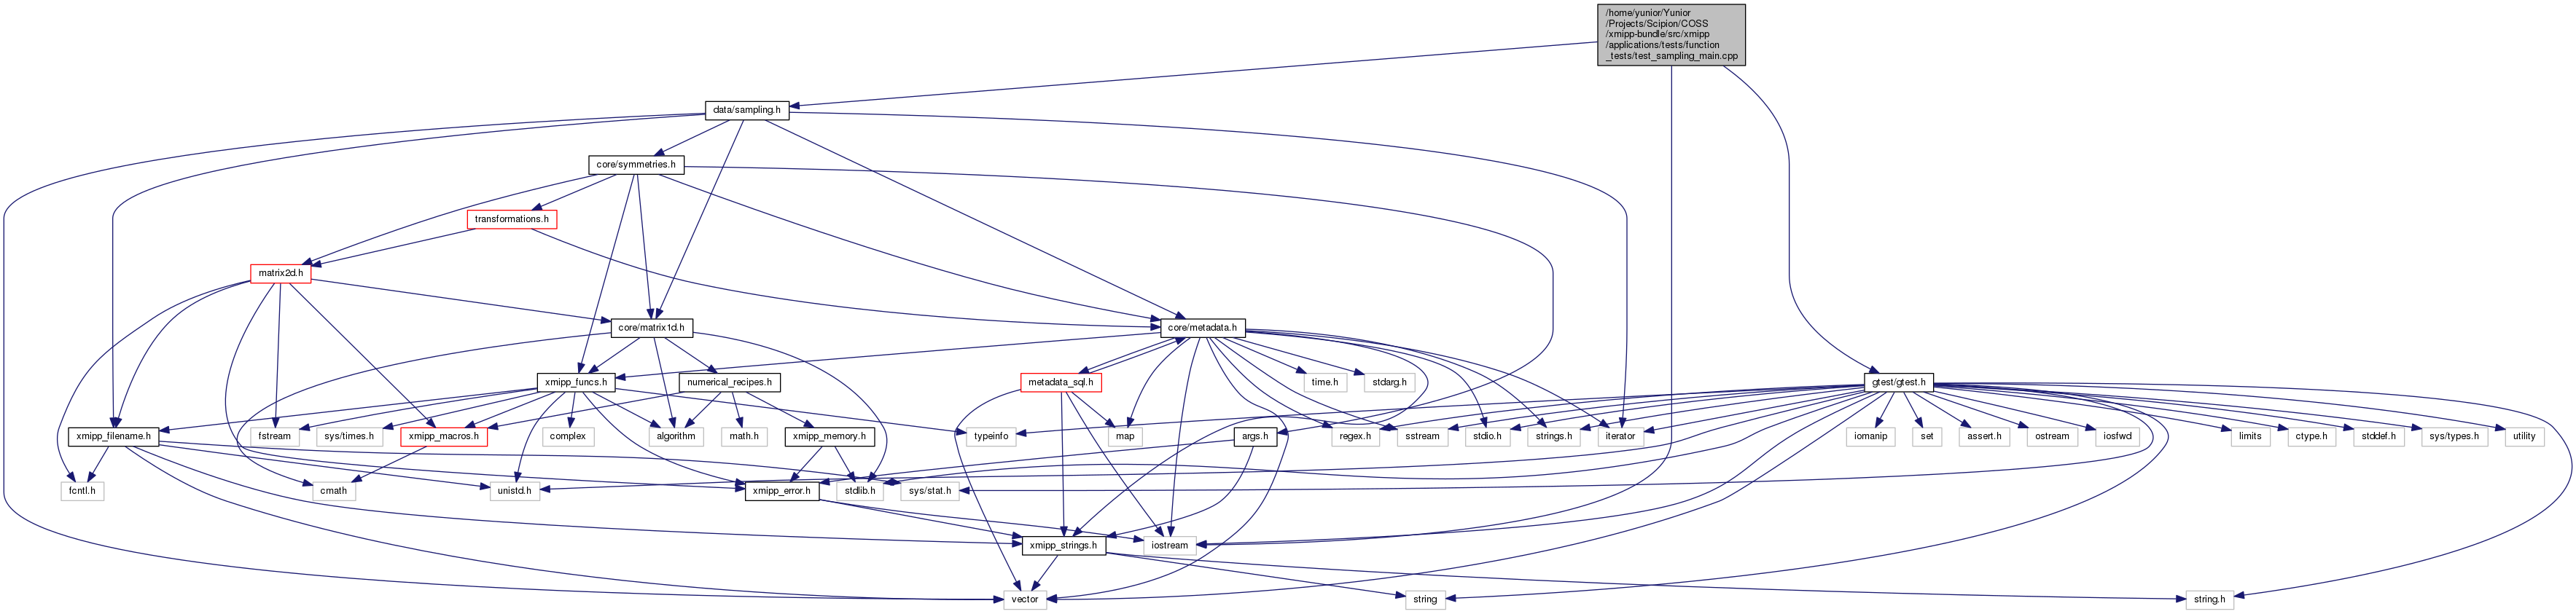 /home/yunior/Yunior
/Projects/Scipion/COSS
/xmipp-bundle/src/xmipp
/applications/tests/function
_tests/test_sampling_main.cpp
data/sampling.h
core/symmetries.h
transformations.h
matrix2d.h
core/matrix1d.h
core/metadata.h
xmipp_funcs.h
numerical_recipes.h
metadata_sql.h
time.h
stdarg.h
gtest/gtest.h
xmipp_filename.h
fstream
sys/times.h
xmipp_macros.h
complex
algorithm
math.h
xmipp_memory.h
typeinfo
map
args.h
regex.h
sstream
stdio.h
strings.h
iterator
iomanip
set
assert.h
ostream
iosfwd
limits
ctype.h
stddef.h
sys/types.h
utility
fcntl.h
cmath
unistd.h
xmipp_error.h
stdlib.h
sys/stat.h
xmipp_strings.h
iostream
vector
string
string.h